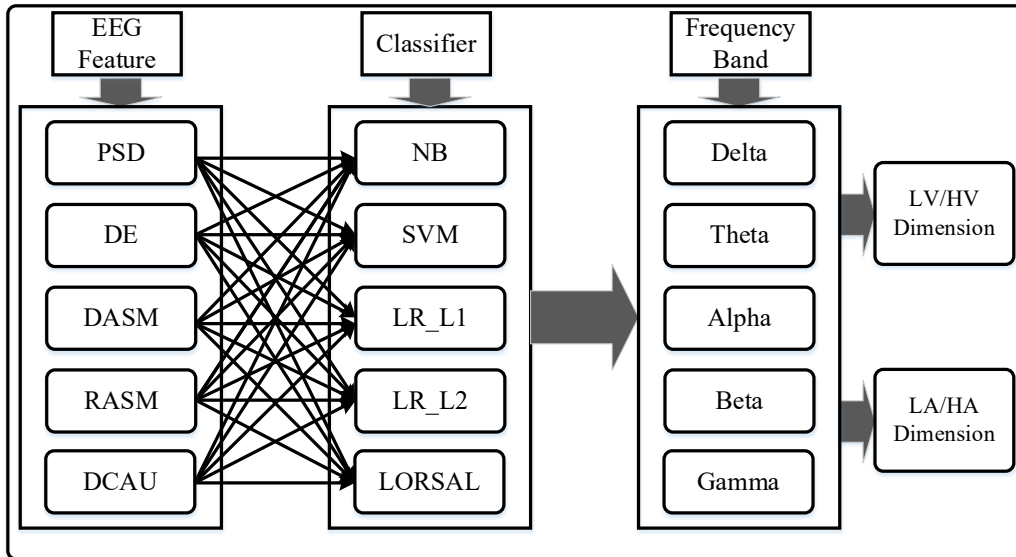 EEG
Feature
Classifier
Frequency
Band
PSD
DE
DASM
RASM
DCAU
NB
SVM
LR_L1
LR_L2
LORSAL
Delta
Theta
Alpha
Beta
Gamma
LV/HV
Dimension
LA/HA
Dimension